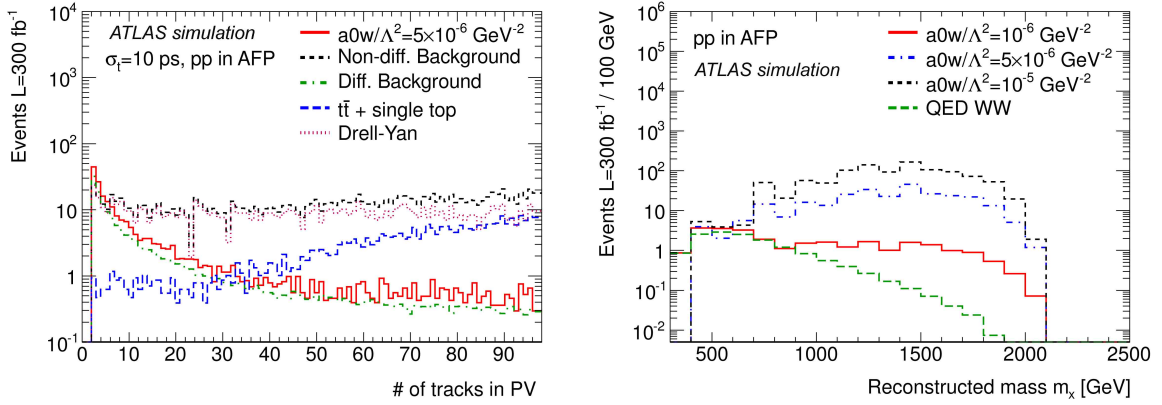 Events L=300 fb⁻¹
10⁴
10³
10²
10
1
10⁻¹
ATLAS simulation
σₜ=10 ps, pp in AFP
a0w/Λ²=5×10⁻⁶ GeV⁻²
Non-diff. Background
Diff. Background
tt̄ + single top
Drell-Yan
0 10 20 30 40 50 60 70 80 90
# of tracks in PV
Events L=300 fb⁻¹ / 100 GeV
10⁶
10⁵
10⁴
10³
10²
10
1
10⁻¹
10⁻²
pp in AFP
ATLAS simulation
a0w/Λ²=10⁻⁶ GeV⁻²
a0w/Λ²=5×10⁻⁶ GeV⁻²
a0w/Λ²=10⁻⁵ GeV⁻²
QED WW
500 1000 1500 2000 2500
Reconstructed mass mₓ [GeV]